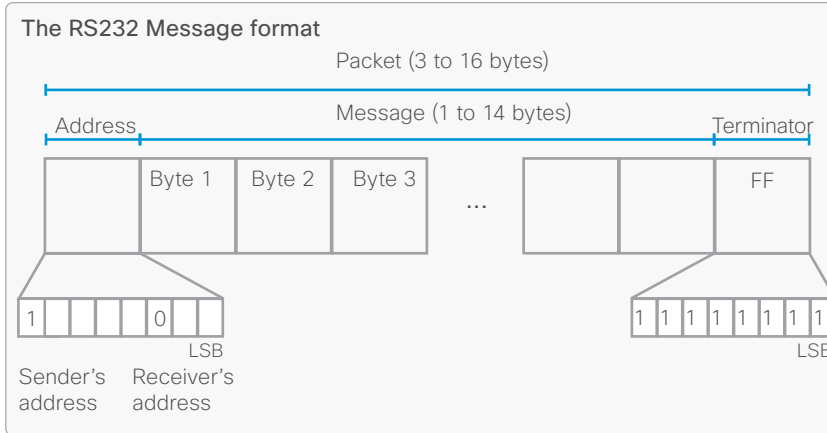 The RS232 Message format
Packet (3 to 16 bytes)
Message (1 to 14 bytes)
Address
Terminator
Byte 1 Byte 2 Byte 3 ... FF
1 0
1 1 1 1 1 1 1 1
LSB
LSB
Sender's address
Receiver's address